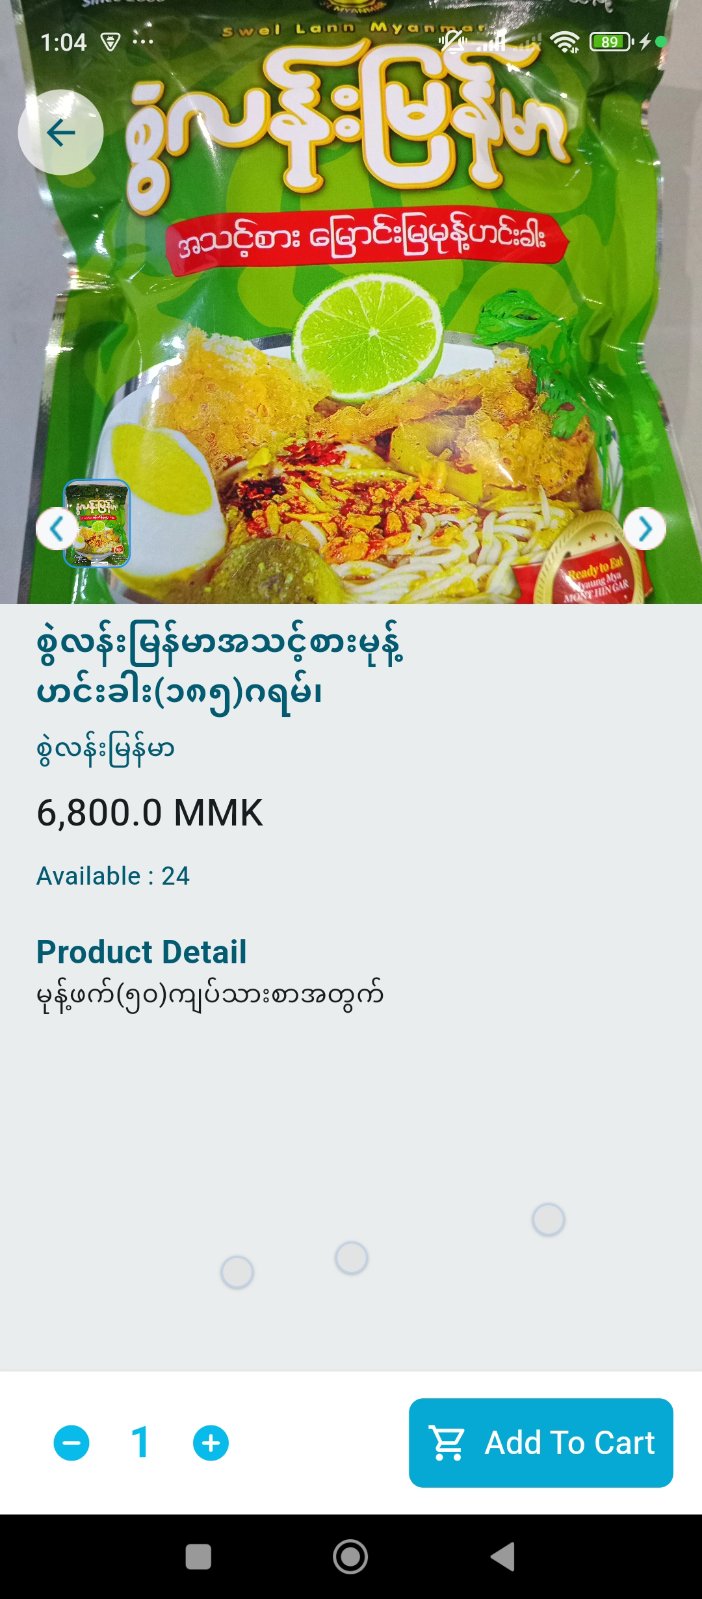 1:04
89
Swel Lann Myanmar
စွဲလန်းမြန်မာ
အသင့်စား မြောင်းမြမုန့်ဟင်းခါး
Ready to Eat
Myaung Mya
MONT HIN GAR
စွဲလန်းမြန်မာအသင့်စားမုန့်
ဟင်းခါး(၁၈၅)ဂရမ်၊
စွဲလန်းမြန်မာ
6,800.0 MMK
Available : 24
Product Detail
မုန့်ဖက်(၅၀)ကျပ်သားစာအတွက်
1
Add To Cart